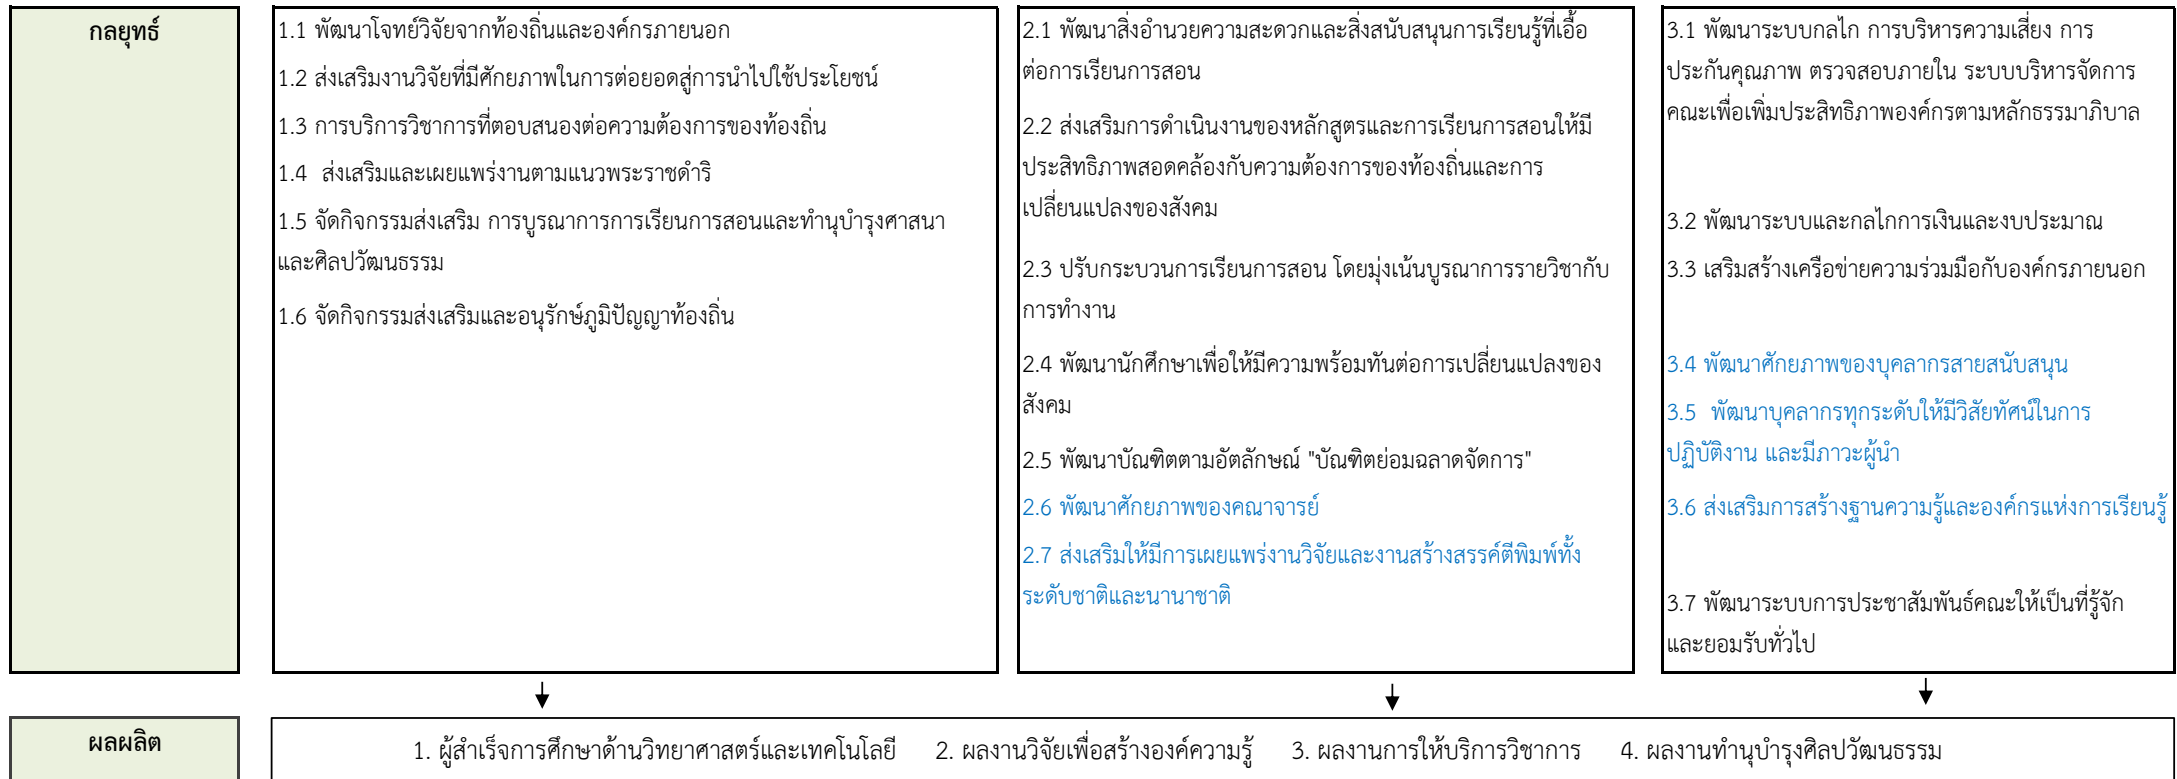 กลยุทธ์
1.1 พัฒนาโจทย์วิจัยจากท้องถิ่นและองค์กรภายนอก
1.2 ส่งเสริมงานวิจัยที่มีศักยภาพในการต่อยอดสู่การนำไปใช้ประโยชน์
1.3 การบริการวิชาการที่ตอบสนองต่อความต้องการของท้องถิ่น
1.4 ส่งเสริมและเผยแพร่งานตามแนวพระราชดำริ
1.5 จัดกิจกรรมส่งเสริม การบูรณาการการเรียนการสอนและทำนุบำรุงศาสนา
และศิลปวัฒนธรรม
1.6 จัดกิจกรรมส่งเสริมและอนุรักษ์ภูมิปัญญาท้องถิ่น
2.1 พัฒนาสิ่งอำนวยความสะดวกและสิ่งสนับสนุนการเรียนรู้ที่เอื้อ
ต่อการเรียนการสอน
2.2 ส่งเสริมการดำเนินงานของหลักสูตรและการเรียนการสอนให้มี
ประสิทธิภาพสอดคล้องกับความต้องการของท้องถิ่นและการ
เปลี่ยนแปลงของสังคม
2.3 ปรับกระบวนการเรียนการสอน โดยมุ่งเน้นบูรณาการรายวิชากับ
การทำงาน
2.4 พัฒนานักศึกษาเพื่อให้มีความพร้อมทันต่อการเปลี่ยนแปลงของ
สังคม
2.5 พัฒนาบัณฑิตตามอัตลักษณ์ "บัณฑิตย่อมฉลาดจัดการ"
2.6 พัฒนาศักยภาพของคณาจารย์
2.7 ส่งเสริมให้มีการเผยแพร่งานวิจัยและงานสร้างสรรค์ตีพิมพ์ทั้ง
ระดับชาติและนานาชาติ
3.1 พัฒนาระบบกลไก การบริหารความเสี่ยง การ
ประกันคุณภาพ ตรวจสอบภายใน ระบบบริหารจัดการ
คณะเพื่อเพิ่มประสิทธิภาพองค์กรตามหลักธรรมาภิบาล
3.2 พัฒนาระบบและกลไกการเงินและงบประมาณ
3.3 เสริมสร้างเครือข่ายความร่วมมือกับองค์กรภายนอก
3.4 พัฒนาศักยภาพของบุคลากรสายสนับสนุน
3.5 พัฒนาบุคลากรทุกระดับให้มีวิสัยทัศน์ในการ
ปฏิบัติงาน และมีภาวะผู้นำ
3.6 ส่งเสริมการสร้างฐานความรู้และองค์กรแห่งการเรียนรู้
3.7 พัฒนาระบบการประชาสัมพันธ์คณะให้เป็นที่รู้จัก
และยอมรับทั่วไป
ผลผลิต
1. ผู้สำเร็จการศึกษาด้านวิทยาศาสตร์และเทคโนโลยี 2. ผลงานวิจัยเพื่อสร้างองค์ความรู้ 3. ผลงานการให้บริการวิชาการ 4. ผลงานทำนุบำรุงศิลปวัฒนธรรม